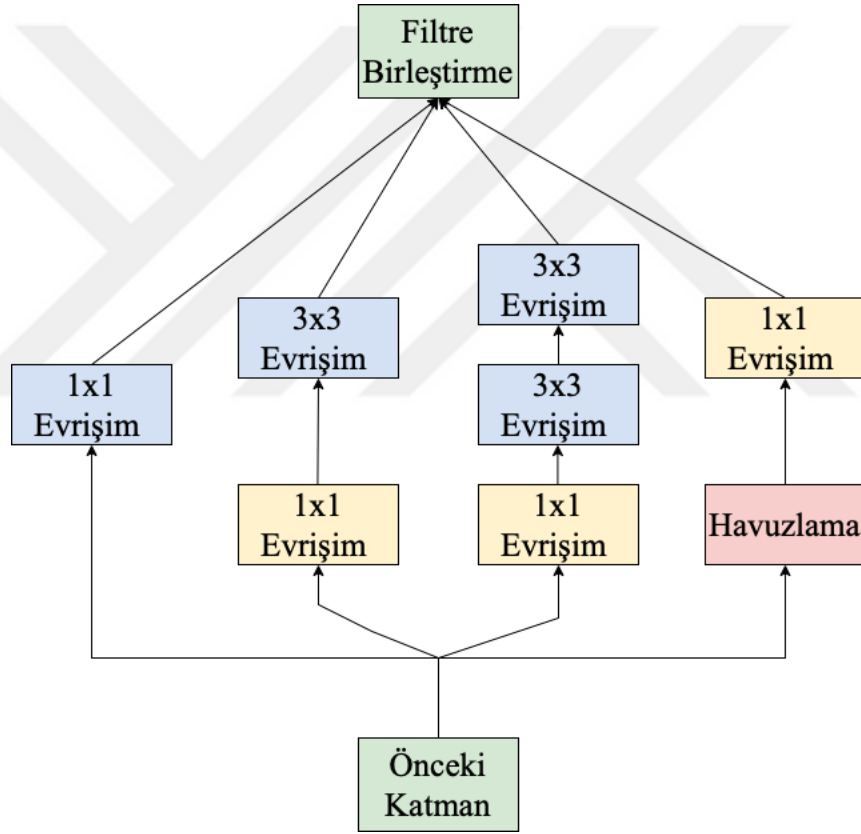 Filtre
Birleştirme
3x3
Evrişim
3x3
Evrişim
1x1
Evrişim
1x1
Evrişim
3x3
Evrişim
1x1
Evrişim
1x1
Evrişim
Havuzlama
Önceki
Katman